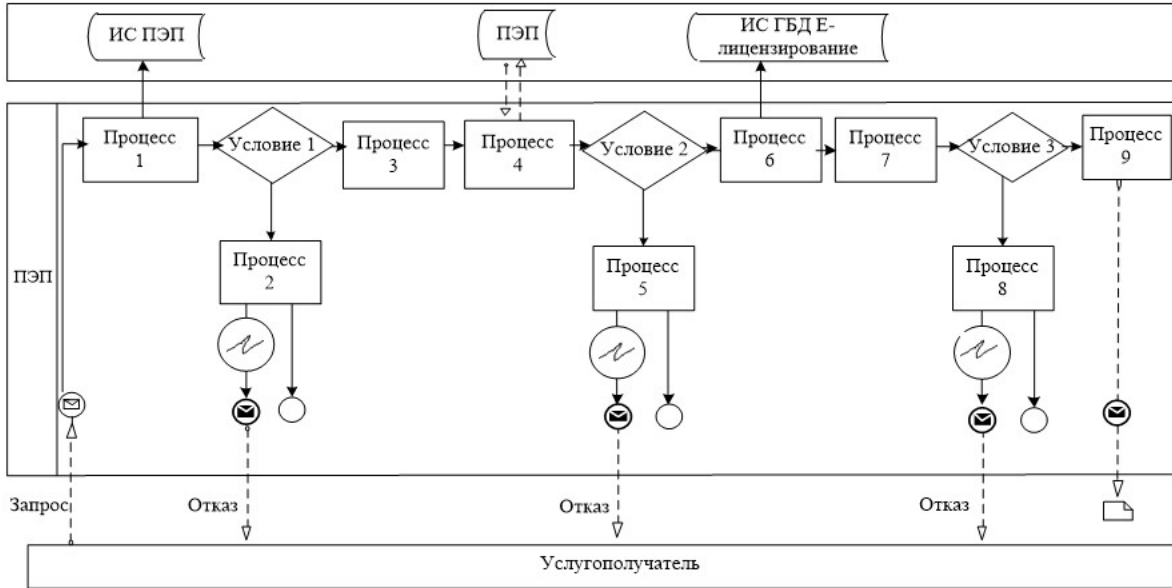 ИС ПЭП
ПЭП
ИС ГБД Е-
лицензирование
Процесс
1
Условие 1
Процесс
3
Процесс
4
Условие 2
Процесс
6
Процесс
7
Условие 3
Процесс
9
ПЭП
Процесс
2
Процесс
5
Процесс
8
Запрос
Отказ
Отказ
Отказ
Услугополучатель